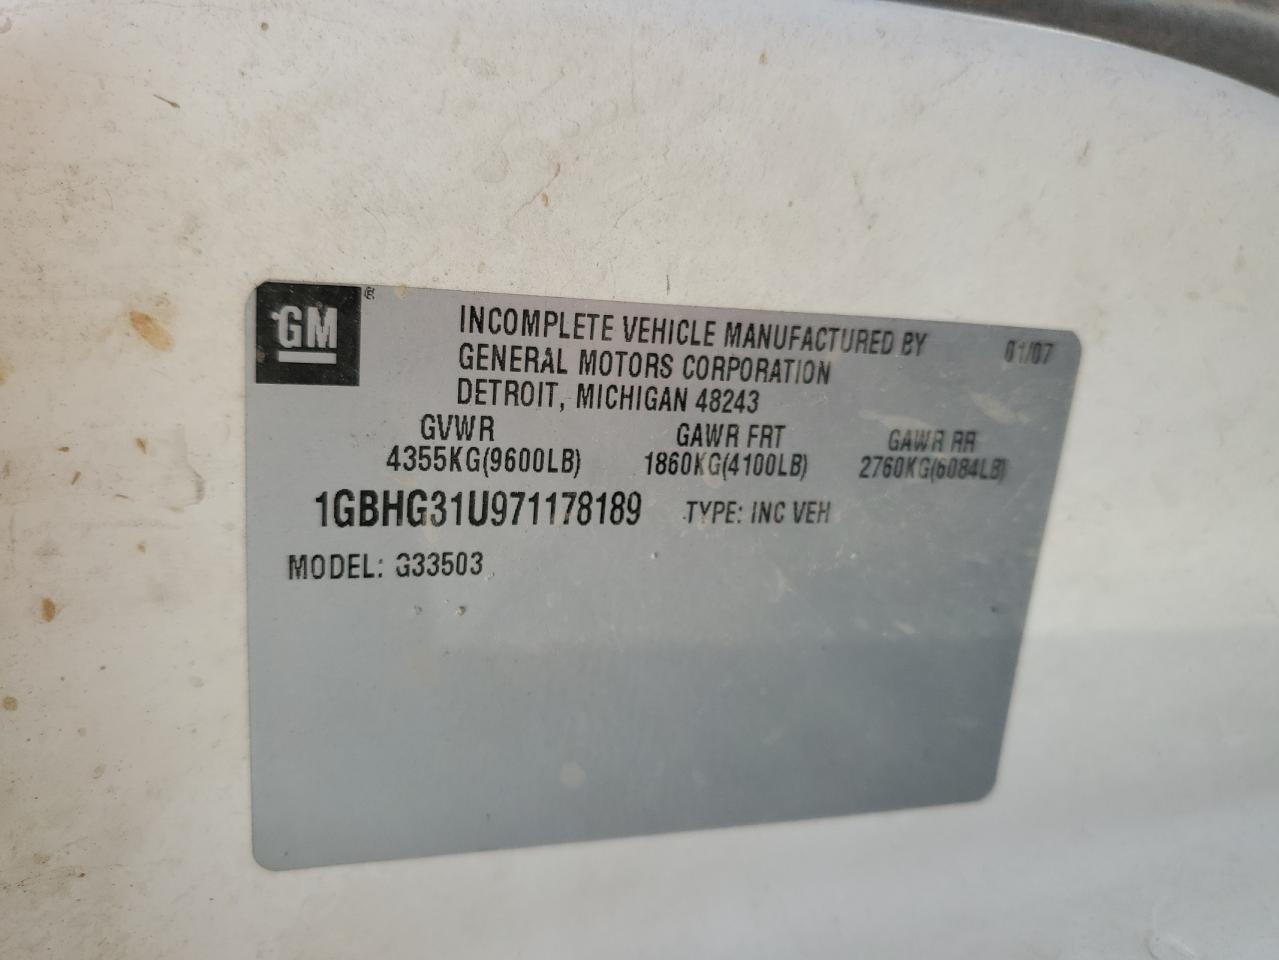 GM ®
INCOMPLETE VEHICLE MANUFACTURED BY 01/07
GENERAL MOTORS CORPORATION
DETROIT, MICHIGAN 48243
GVWR GAWR FRT GAWR RR
4355KG(9600LB) 1860KG(4100LB) 2760KG(6084LB)
1GBHG31U971178189 TYPE: INC VEH
MODEL: G33503